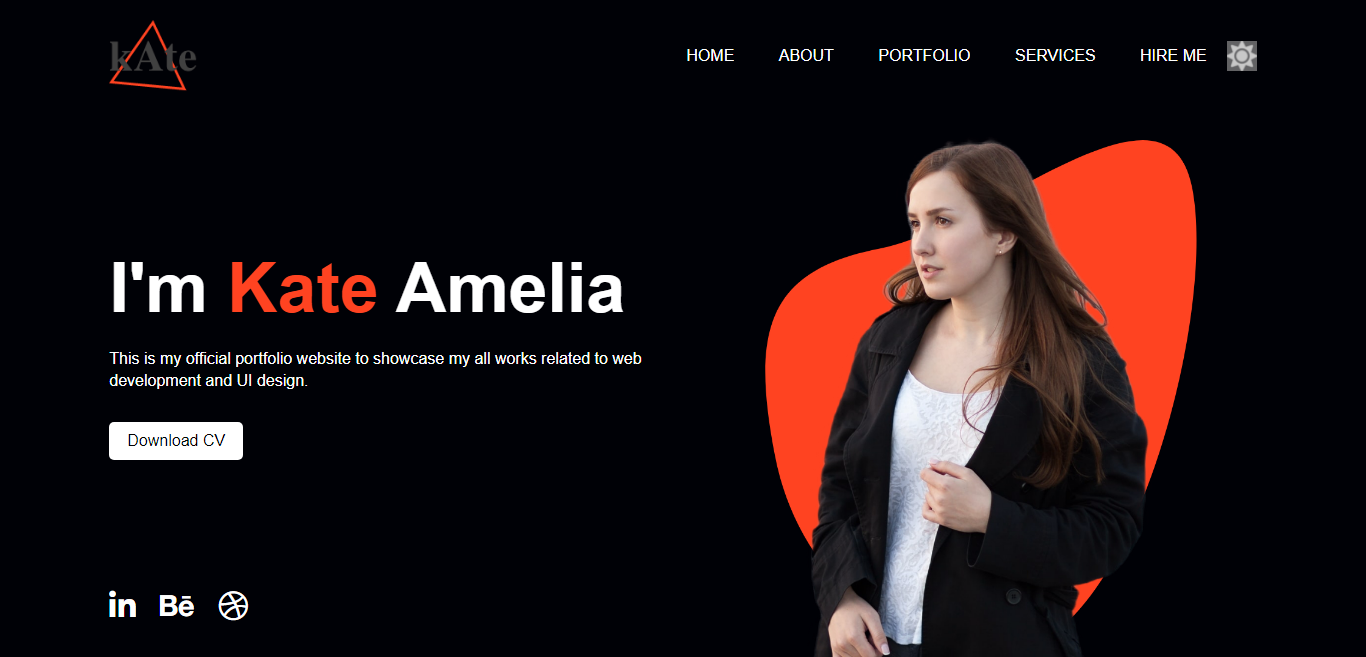 kAte
HOME ABOUT PORTFOLIO SERVICES HIRE ME
I'm Kate Amelia
This is my official portfolio website to showcase my all works related to web
development and UI design.
Download CV
in Bē